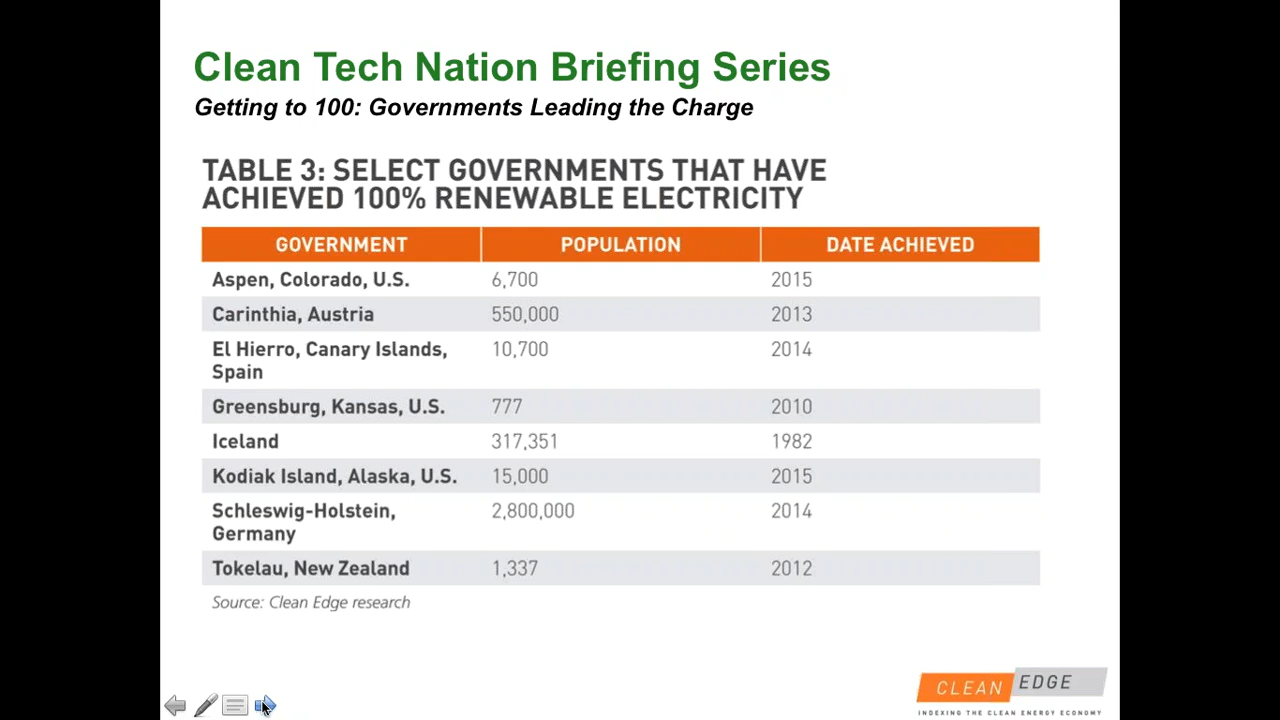 Clean Tech Nation Briefing Series
Getting to 100: Governments Leading the Charge
TABLE 3: SELECT GOVERNMENTS THAT HAVE
ACHIEVED 100% RENEWABLE ELECTRICITY
GOVERNMENT POPULATION DATE ACHIEVED
Aspen, Colorado, U.S. 6,700 2015
Carinthia, Austria 550,000 2013
El Hierro, Canary Islands, 10,700 2014
Spain
Greensburg, Kansas, U.S. 777 2010
Iceland 317,351 1982
Kodiak Island, Alaska, U.S. 15,000 2015
Schleswig-Holstein, 2,800,000 2014
Germany
Tokelau, New Zealand 1,337 2012
Source: Clean Edge research
CLEAN EDGE
INDEXING THE CLEAN ENERGY ECONOMY